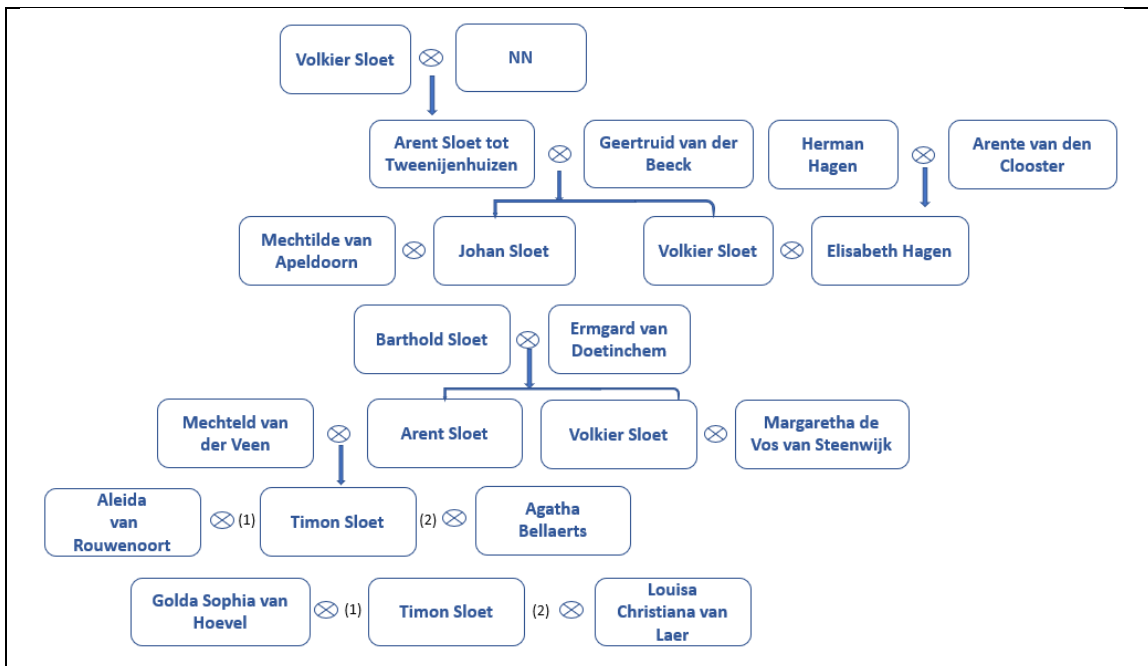 Volkier Sloet
NN
Arent Sloet tot
Tweenijenhuizen
Geertruid van der
Beeck
Herman
Hagen
Arente van den
Clooster
Mechtilde van
Apeldoorn
Johan Sloet
Volkier Sloet
Elisabeth Hagen
Barthold Sloet
Ermgard van
Doetinchem
Mechteld van
der Veen
Arent Sloet
Volkier Sloet
Margaretha de
Vos van Steenwijk
Aleida
van
Rouwenoort
(1)
Timon Sloet
(2)
Agatha
Bellaerts
Golda Sophia van
Hoevel
(1)
Timon Sloet
(2)
Louisa
Christiana van
Laer